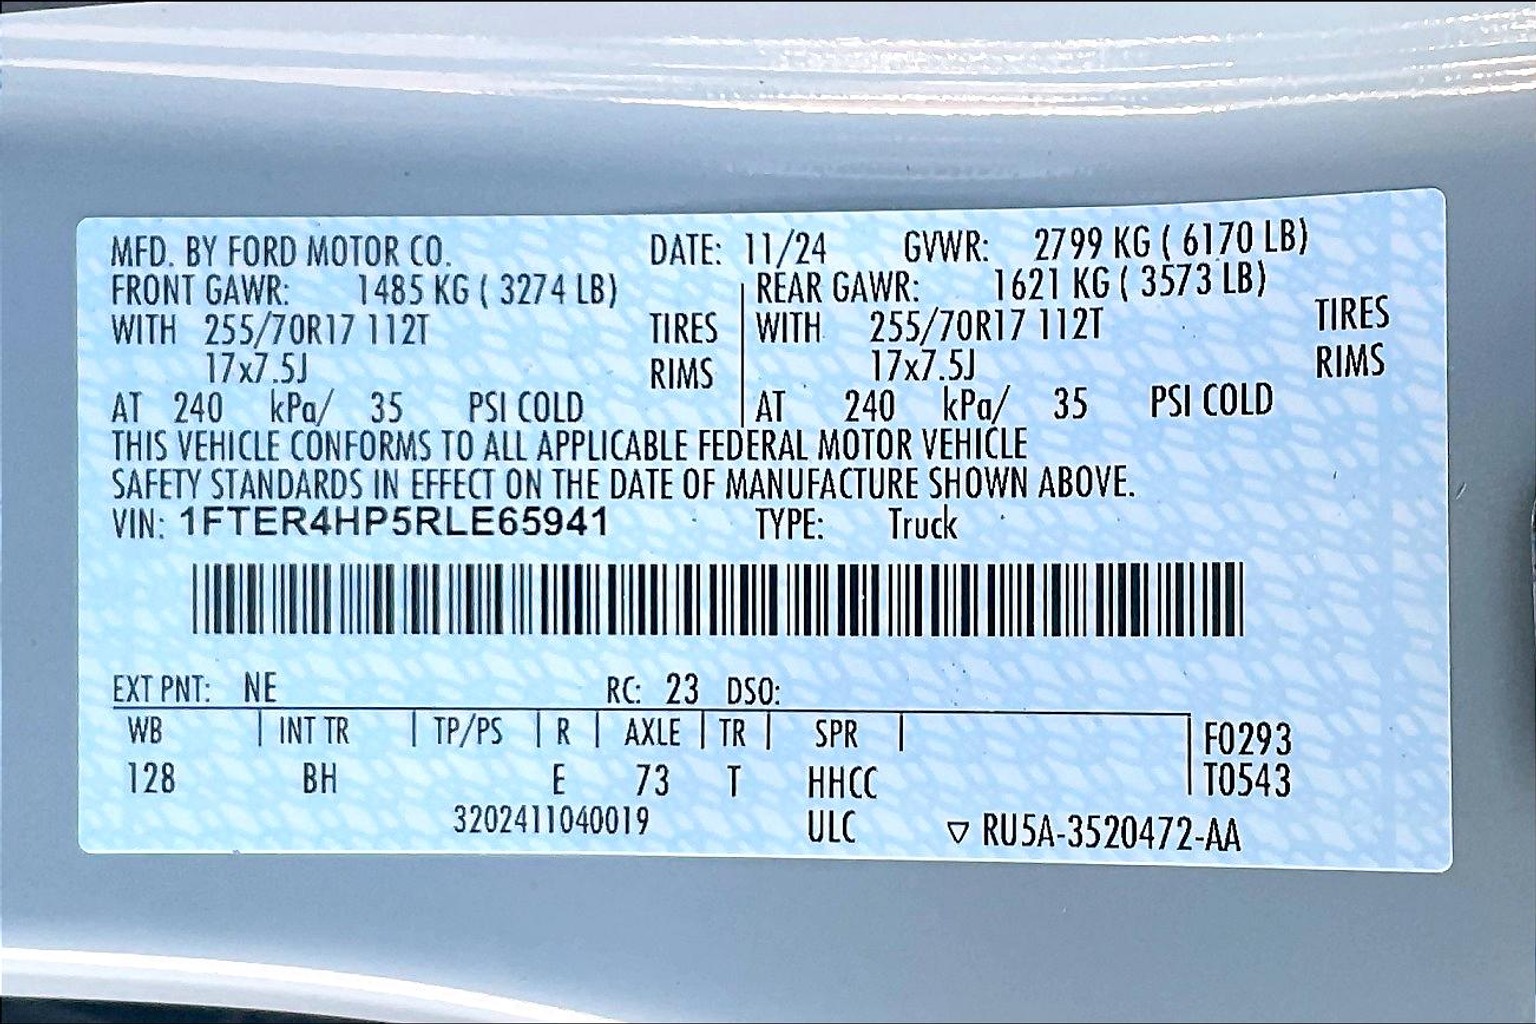 MFD. BY FORD MOTOR CO. DATE: 11/24 GVWR: 2799 KG ( 6170 LB)
FRONT GAWR: 1485 KG ( 3274 LB) REAR GAWR: 1621 KG ( 3573 LB)
WITH 255/70R17 112T TIRES WITH 255/70R17 112T TIRES
17x7.5J RIMS 17x7.5J RIMS
AT 240 kPa/ 35 PSI COLD AT 240 kPa/ 35 PSI COLD
THIS VEHICLE CONFORMS TO ALL APPLICABLE FEDERAL MOTOR VEHICLE
SAFETY STANDARDS IN EFFECT ON THE DATE OF MANUFACTURE SHOWN ABOVE.
VIN: 1FTER4HP5RLE65941 TYPE: Truck
EXT PNT: NE RC: 23 DSO:
WB INT TR TP/PS R AXLE TR SPR F0293
128 BH E 73 T HHCC T0543
3202411040019 ULC ▽ RU5A-3520472-AA